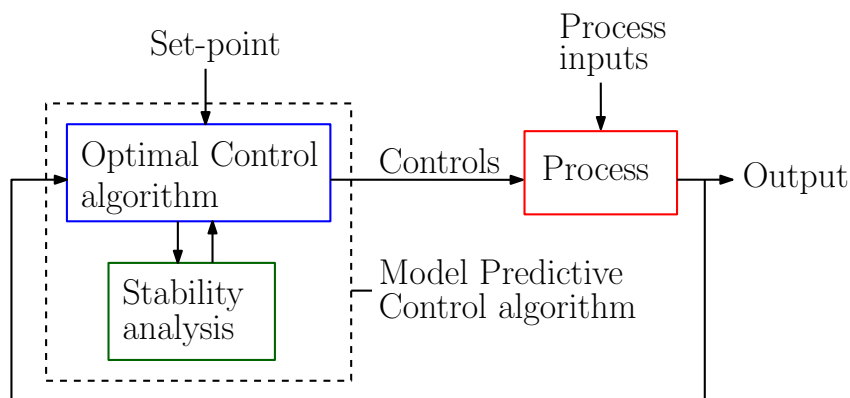 Set-point
Process
inputs
Optimal Control
algorithm
Controls
Process
Output
Stability
analysis
Model Predictive
Control algorithm